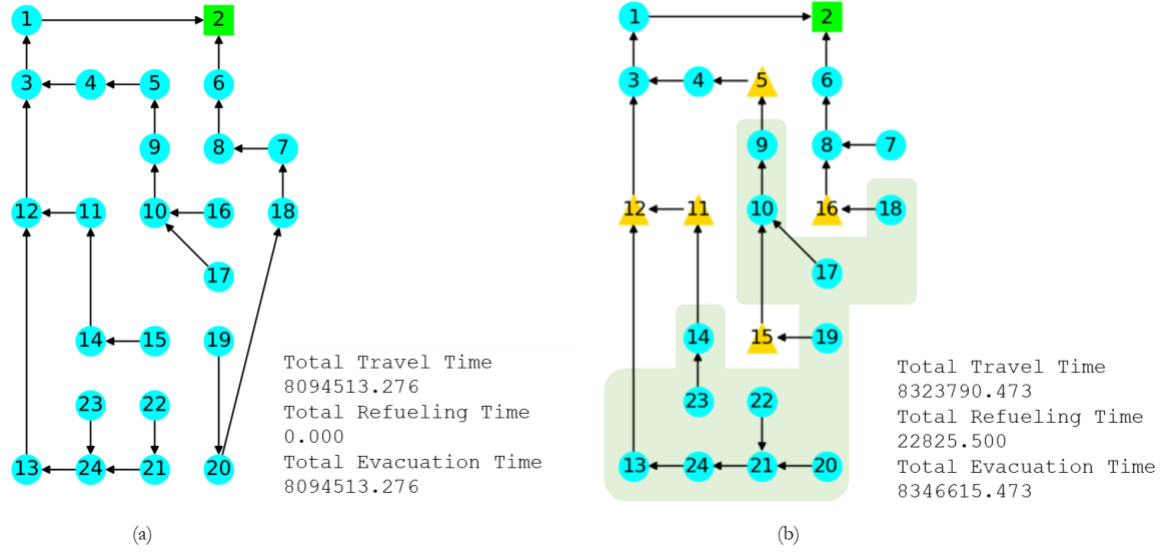 1 2
3 4 5 6
9 8 7
12 11 10 16 18
17
14 15 19
23 22
13 24 21 20
Total Travel Time
8094513.276
Total Refueling Time
0.000
Total Evacuation Time
8094513.276
(a)
1 2
3 4 5 6
9 8 7
12 11 10 16 18
17
14 15 19
23 22
13 24 21 20
Total Travel Time
8323790.473
Total Refueling Time
22825.500
Total Evacuation Time
8346615.473
(b)